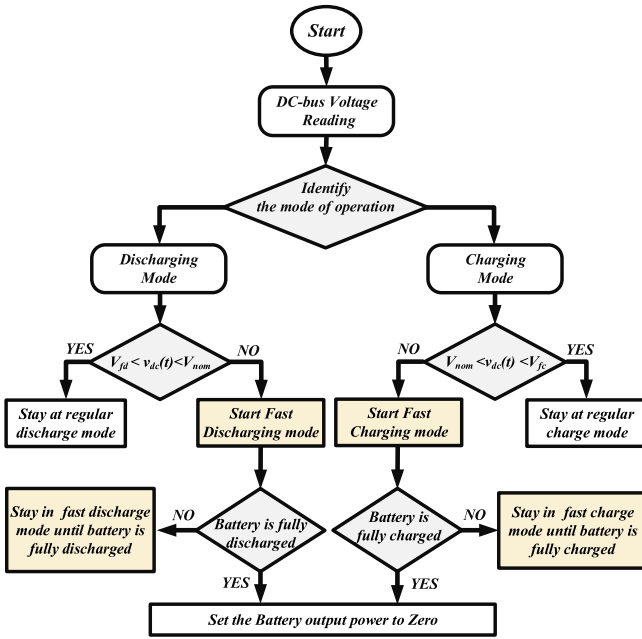 Start
DC-bus Voltage
Reading
Identify
the mode of operation
Discharging
Mode
Charging
Mode
YES
V_fd < v_dc(t)<V_nom
NO
NO
V_nom <v_dc(t) <V_fc
YES
Stay at regular
discharge mode
Start Fast
Discharging mode
Start Fast
Charging mode
Stay at regular
charge mode
Stay in fast discharge
mode until battery is
fully discharged
NO
Battery is fully
discharged
Battery is
fully charged
NO
Stay in fast charge
mode until battery is
fully charged
YES
YES
Set the Battery output power to Zero